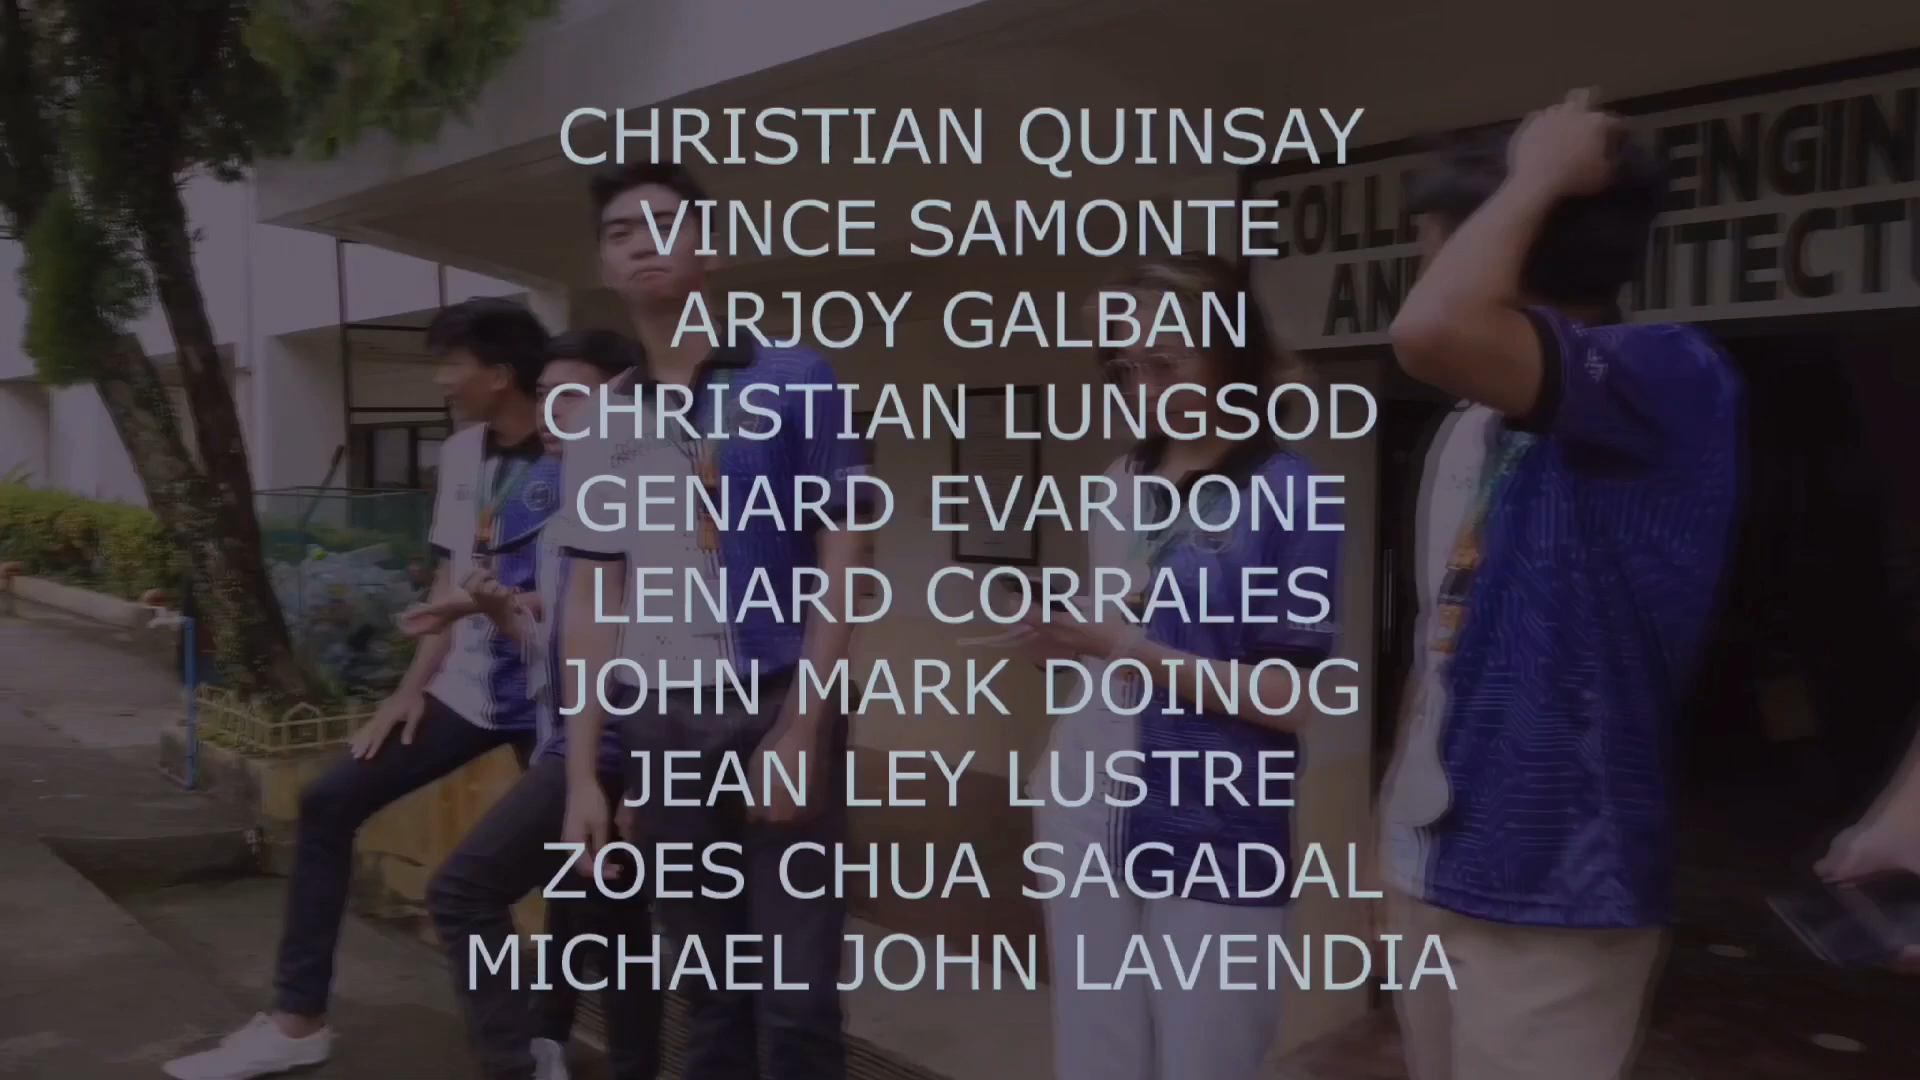 CHRISTIAN QUINSAY
VINCE SAMONTE
ARJOY GALBAN
CHRISTIAN LUNGSOD
GENARD EVARDONE
LENARD CORRALES
JOHN MARK DOINOG
JEAN LEY LUSTRE
ZOES CHUA SAGADAL
MICHAEL JOHN LAVENDIA